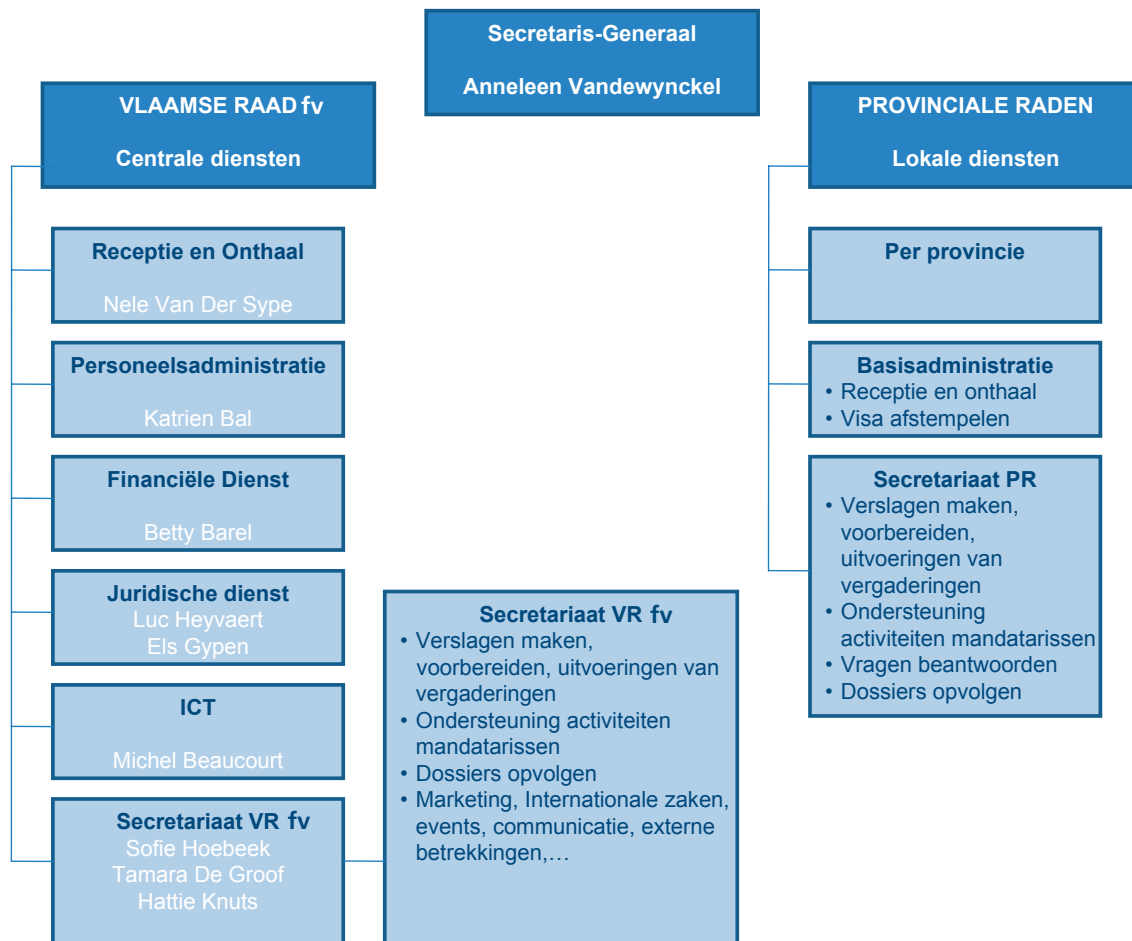 Secretaris-Generaal
Anneleen Vandewynckel
VLAAMSE RAAD fv
Centrale diensten
Receptie en Onthaal
Nele Van Der Sype
Personeelsadministratie
Katrien Bal
Financiële Dienst
Betty Barel
Juridische dienst
Luc Heyvaert
Els Gypen
ICT
Michel Beaucourt
Secretariaat VR fv
Sofie Hoebeek
Tamara De Groof
Hattie Knuts
Secretariaat VR fv
• Verslagen maken,
voorbereiden, uitvoeringen van
vergaderingen
• Ondersteuning activiteiten
mandatarissen
• Dossiers opvolgen
• Marketing, Internationale zaken,
events, communicatie, externe
betrekkingen,…
PROVINCIALE RADEN
Lokale diensten
Per provincie
Basisadministratie
• Receptie en onthaal
• Visa afstempelen
Secretariaat PR
• Verslagen maken,
voorbereiden,
uitvoeringen van
vergaderingen
• Ondersteuning
activiteiten mandatarissen
• Vragen beantwoorden
• Dossiers opvolgen